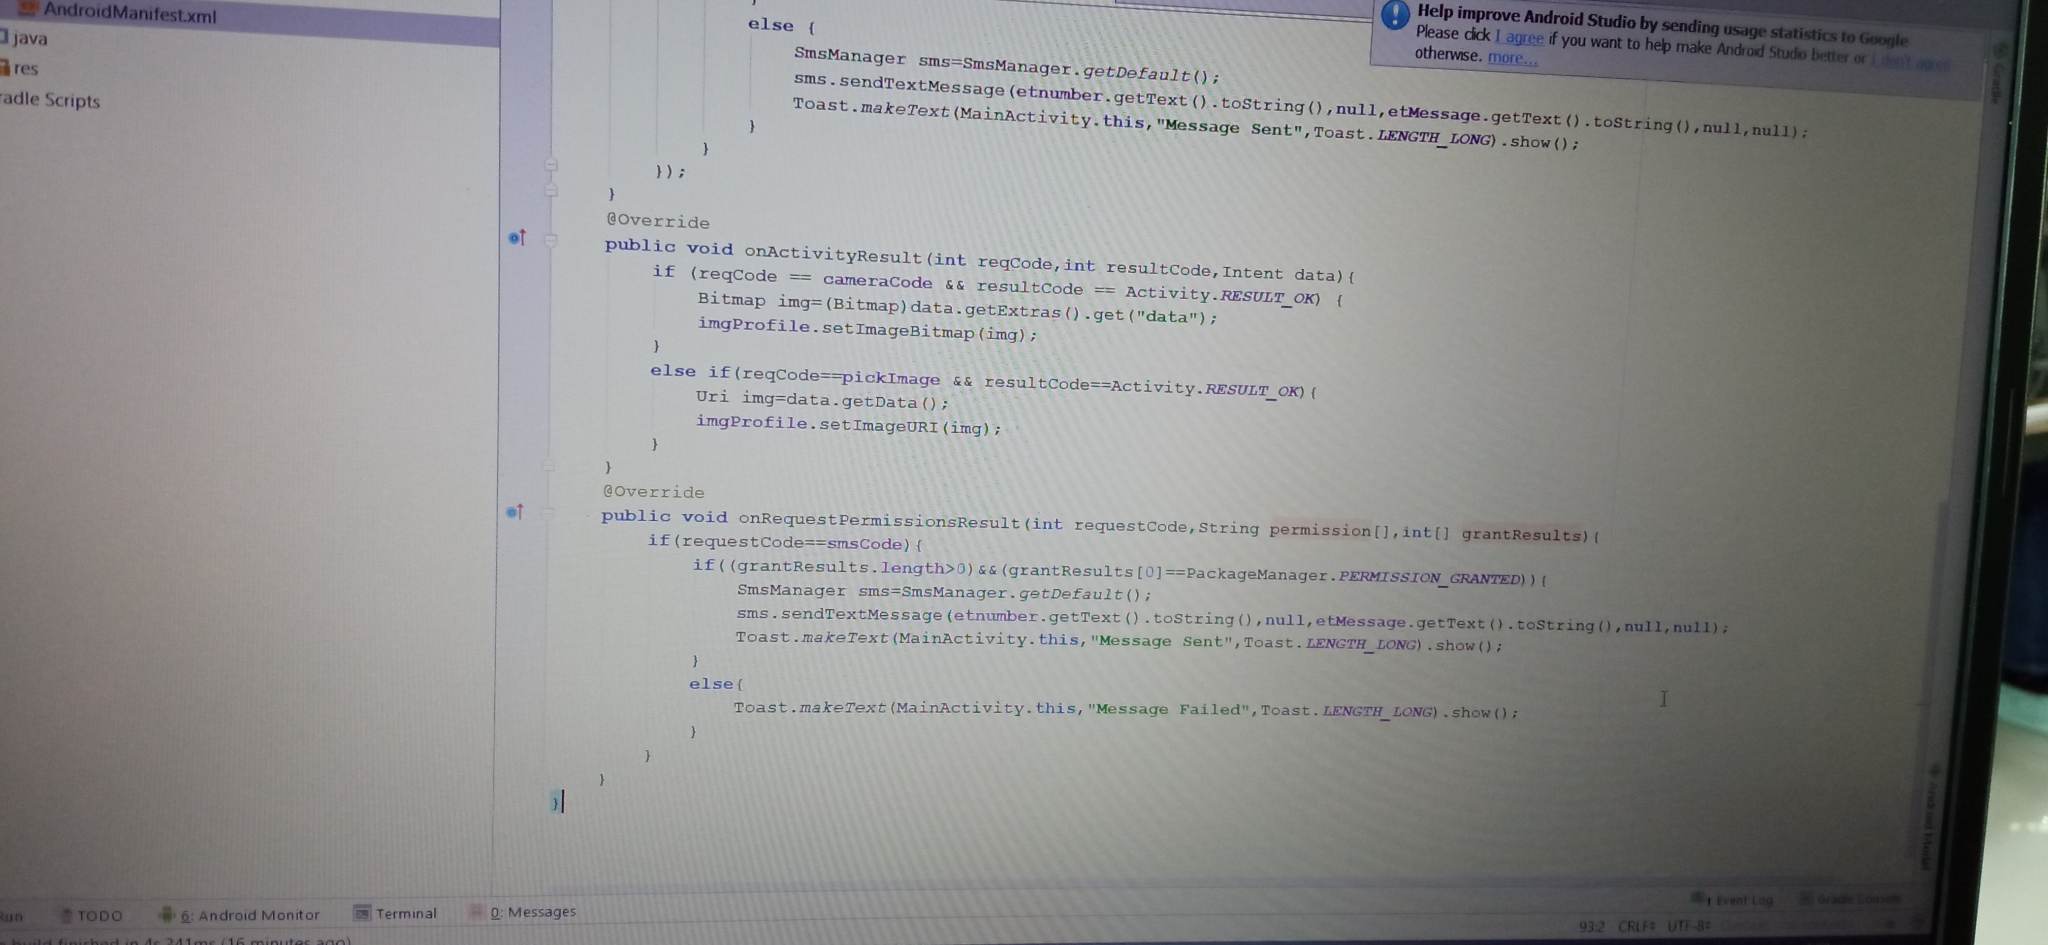 AndroidManifest.xml
java
res
adle Scripts
else {
SmsManager sms=SmsManager.getDefault();
sms.sendTextMessage(etnumber.getText().toString(),null,etMessage.getText().toString(),null,null);
Toast.makeText(MainActivity.this,"Message Sent",Toast.LENGTH_LONG).show();
}
}
});
}
@Override
public void onActivityResult(int reqCode,int resultCode,Intent data){
if (reqCode == cameraCode && resultCode == Activity.RESULT_OK) {
Bitmap img=(Bitmap)data.getExtras().get("data");
imgProfile.setImageBitmap(img);
}
else if(reqCode==pickImage && resultCode==Activity.RESULT_OK){
Uri img=data.getData();
imgProfile.setImageURI(img);
}
}
@Override
public void onRequestPermissionsResult(int requestCode,String permission[],int[] grantResults){
if(requestCode==smsCode){
if((grantResults.length>0)&&(grantResults[0]==PackageManager.PERMISSION_GRANTED)){
SmsManager sms=SmsManager.getDefault();
sms.sendTextMessage(etnumber.getText().toString(),null,etMessage.getText().toString(),null,null);
Toast.makeText(MainActivity.this,"Message Sent",Toast.LENGTH_LONG).show();
}
else{
Toast.makeText(MainActivity.this,"Message Failed",Toast.LENGTH_LONG).show();
}
}
}
}
Help improve Android Studio by sending usage statistics to Google
Please click I agree if you want to help make Android Studio better or I don't agree
otherwise. more...
Gradle
Android Model
Run TODO 6: Android Monitor Terminal 0: Messages
1 Event Log Gradle Console
build finished in 4s 241ms (16 minutes ago)
93:2 CRLF UTF-8